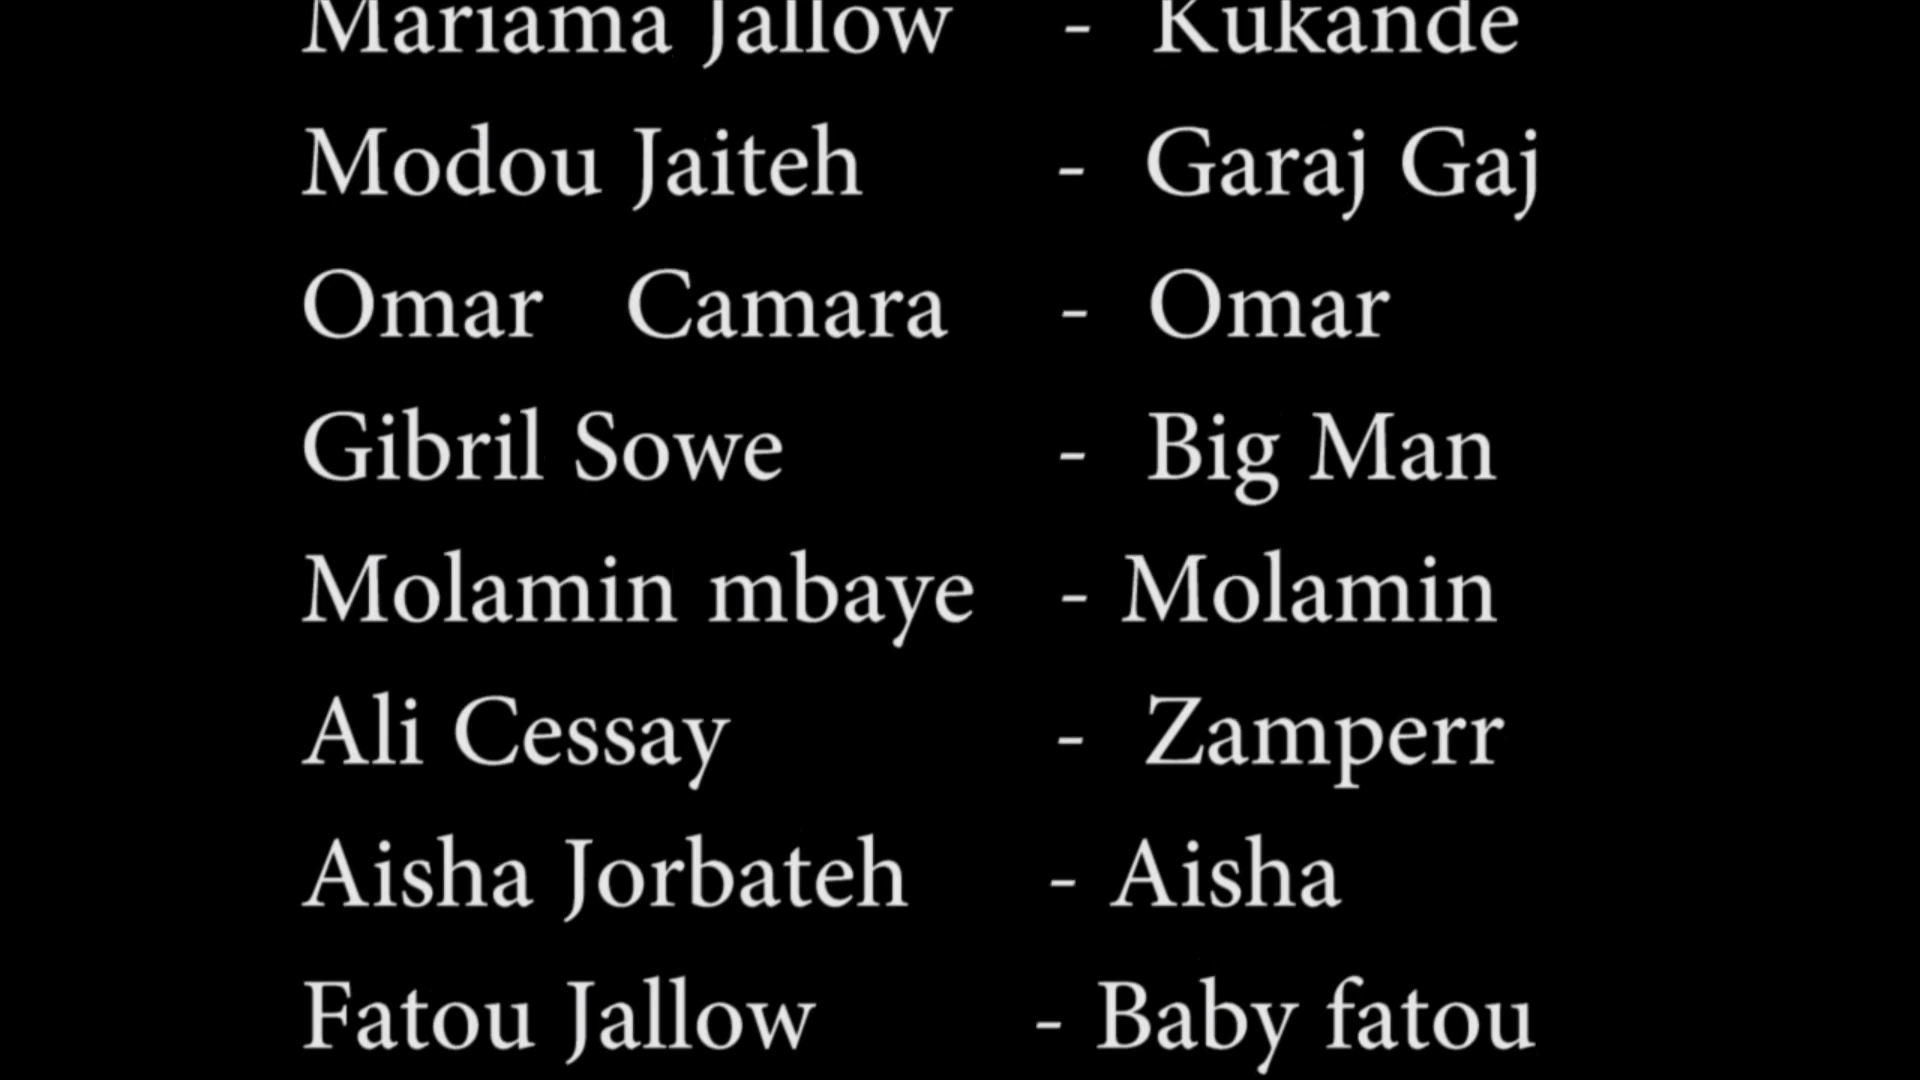 Mariama Jallow - Kukande
Modou Jaiteh - Garaj Gaj
Omar Camara - Omar
Gibril Sowe - Big Man
Molamin mbaye - Molamin
Ali Cessay - Zamperr
Aisha Jorbateh - Aisha
Fatou Jallow - Baby fatou